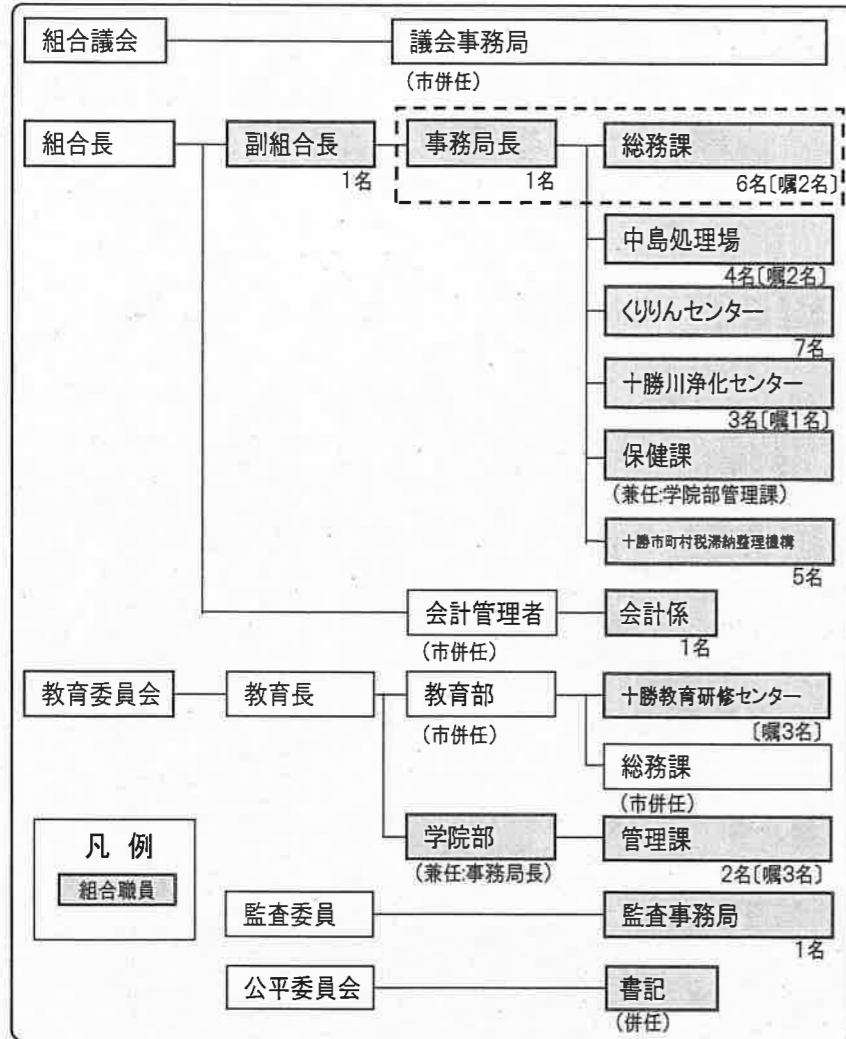 組合議会
議会事務局
(市併任)
組合長
副組合長
1名
事務局長
1名
総務課
6名〔嘱2名〕
中島処理場
4名〔嘱2名〕
くりりんセンター
7名
十勝川浄化センター
3名〔嘱1名〕
保健課
(兼任:学院部管理課)
十勝市町村税滞納整理機構
5名
会計管理者
(市併任)
会計係
1名
教育委員会
教育長
教育部
(市併任)
十勝教育研修センター
〔嘱3名〕
総務課
(市併任)
学院部
(兼任:事務局長)
管理課
2名〔嘱3名〕
凡 例
組合職員
監査委員
監査事務局
1名
公平委員会
書記
(併任)